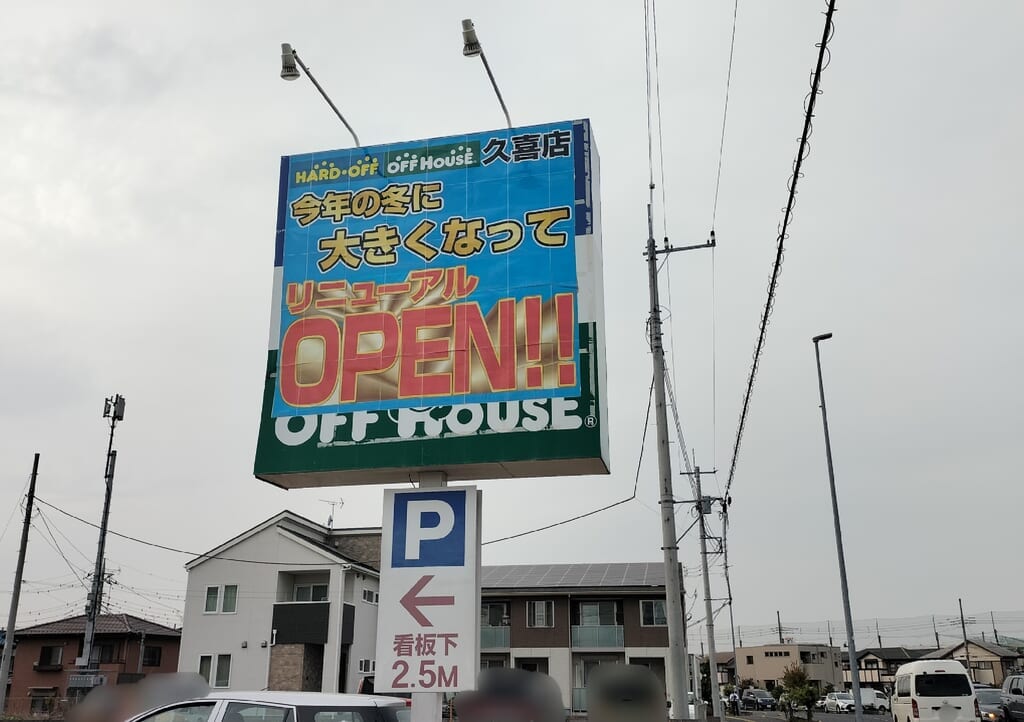 HARD・OFF OFF HOUSE 久喜店
今年の冬に
大きくなって
リニューアル
OPEN!!
OFF HOUSE®
P
←
看板下
2.5M